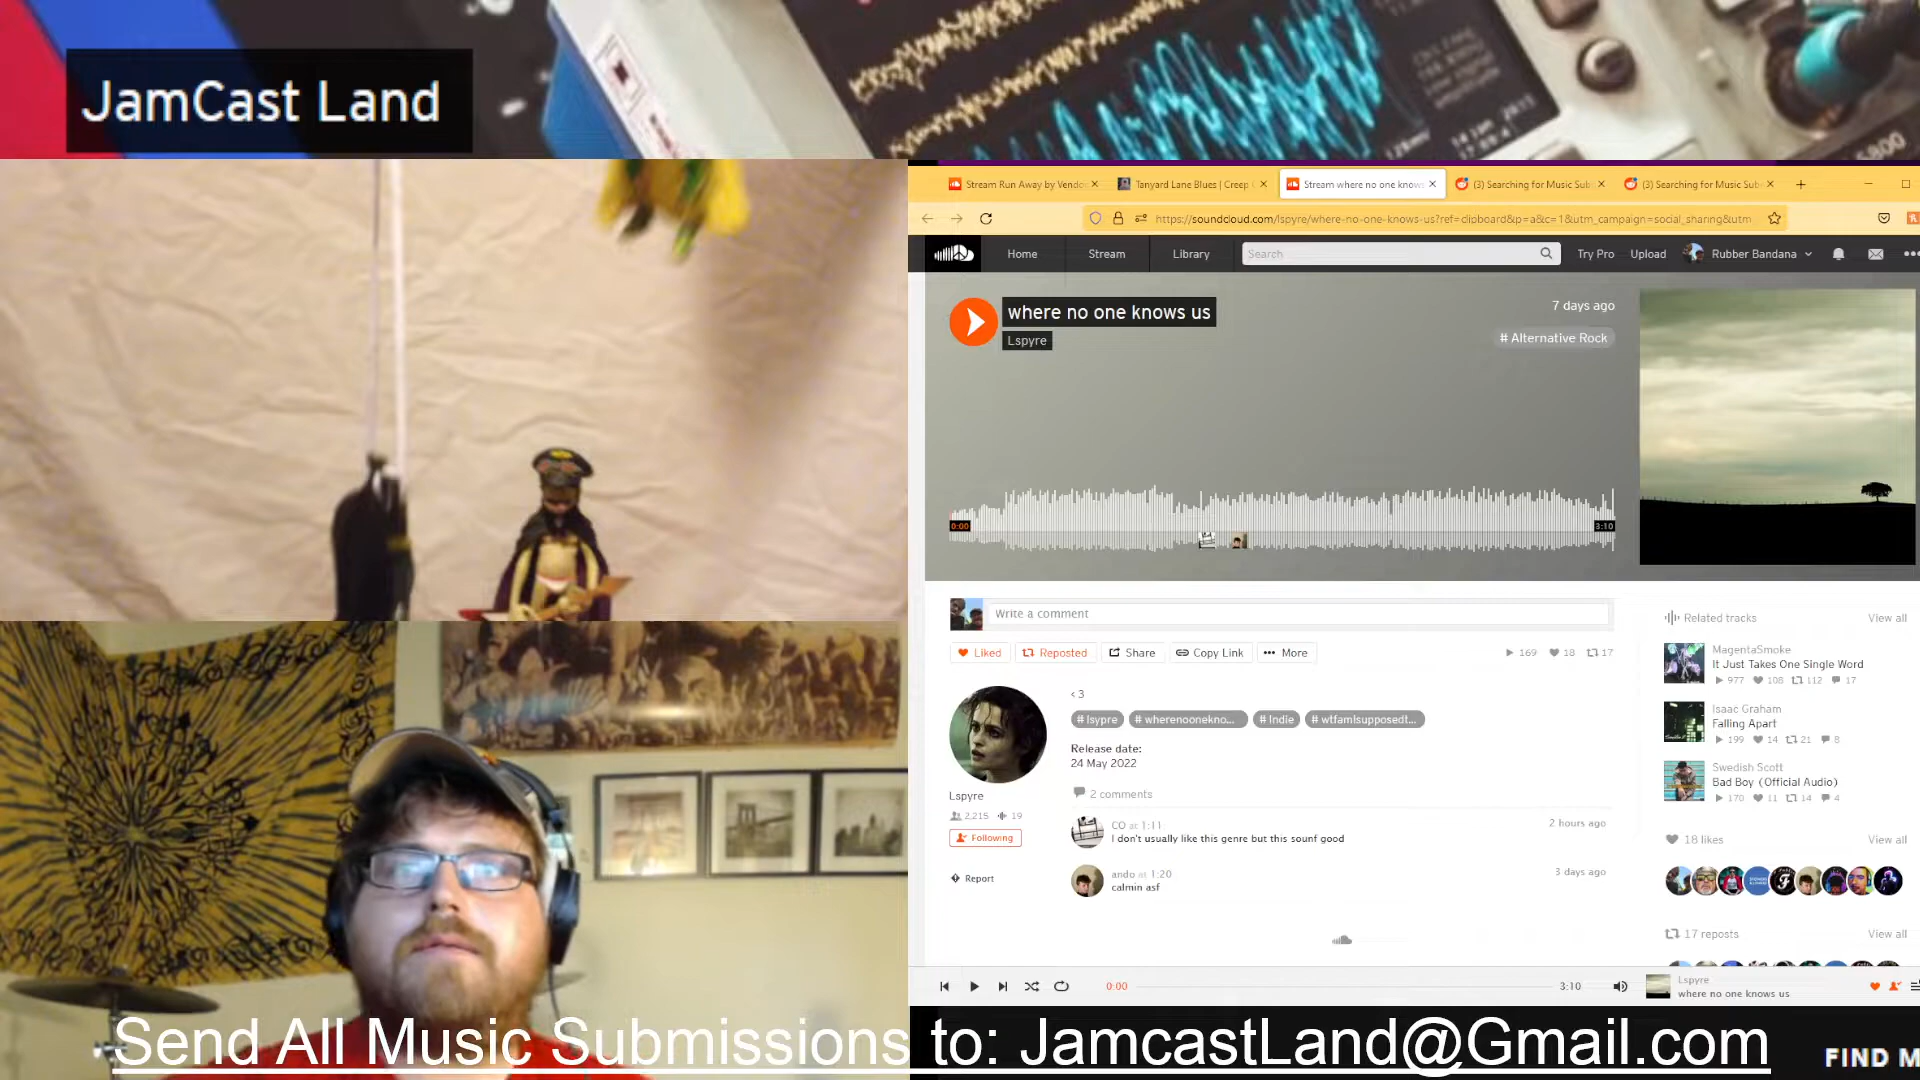 JamCast Land
Stream Run Away by Vendo
Tanyard Lane Blues | Creep
Stream where no one knows
(3) Searching for Music Sub
(3) Searching for Music Sub
https://soundcloud.com/lspyre/where-no-one-knows-us?ref=clipboard&p=a&c=1&utm_campaign=social_sharing&utm
Home
Stream
Library
Search
Try Pro
Upload
Rubber Bandana
where no one knows us
Lspyre
7 days ago
# Alternative Rock
0:00
3:10
Write a comment
Liked
Reposted
Share
Copy Link
More
169
18
17
< 3
# lsypre
# wherenooneKno...
# Indie
# wtfamIsupposedt...
Release date:
24 May 2022
2 comments
Lspyre
2,215
19
Following
Report
CO at 1:11
2 hours ago
I don't usually like this genre but this sounf good
ando at 1:20
3 days ago
calmin asf
Related tracks
View all
MagentaSmoke
It Just Takes One Single Word
977
108
112
17
Isaac Graham
Falling Apart
199
14
21
8
Swedish Scott
Bad Boy (Official Audio)
170
11
14
4
18 likes
View all
17 reposts
View all
0:00
3:10
Lspyre
where no one knows us
Send All Music Submissions to: JamcastLand@Gmail.com
FIND M